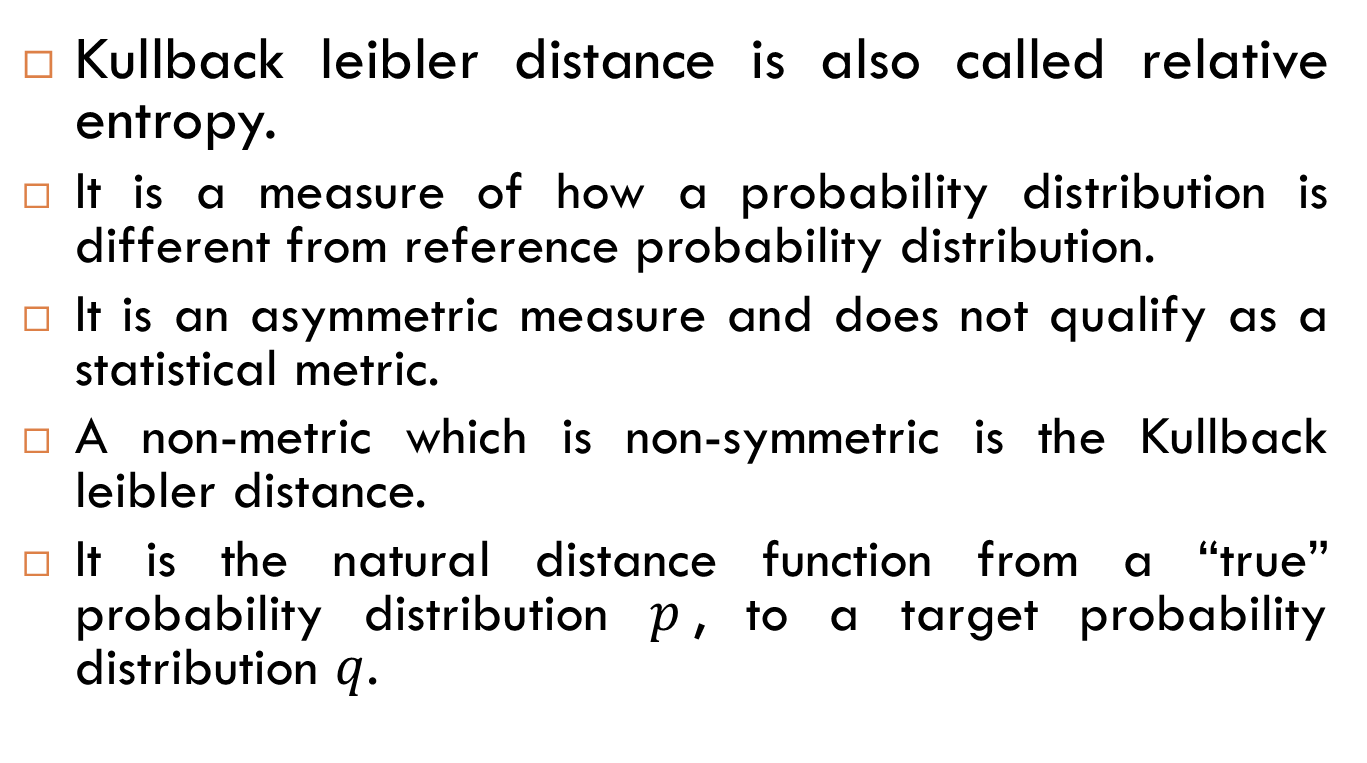 Kullback leibler distance is also called relative
entropy.
It is a measure of how a probability distribution is
different from reference probability distribution.
It is an asymmetric measure and does not qualify as a
statistical metric.
A non-metric which is non-symmetric is the Kullback
leibler distance.
It is the natural distance function from a “true”
probability distribution 𝑝 , to a target probability
distribution 𝑞.